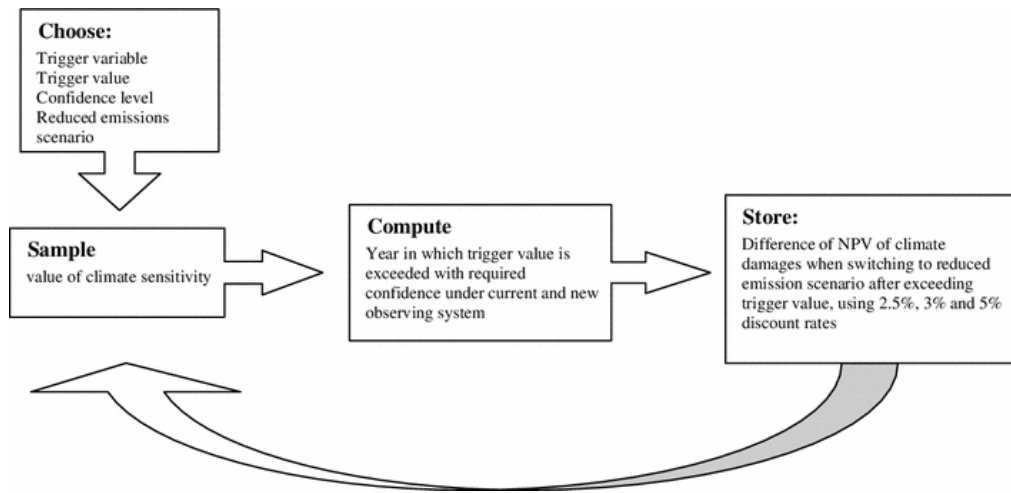 Choose:
Trigger variable
Trigger value
Confidence level
Reduced emissions
scenario
Sample
value of climate sensitivity
Compute
Year in which trigger value is
exceeded with required
confidence under current and new
observing system
Store:
Difference of NPV of climate
damages when switching to reduced
emission scenario after exceeding
trigger value, using 2.5%, 3% and 5%
discount rates